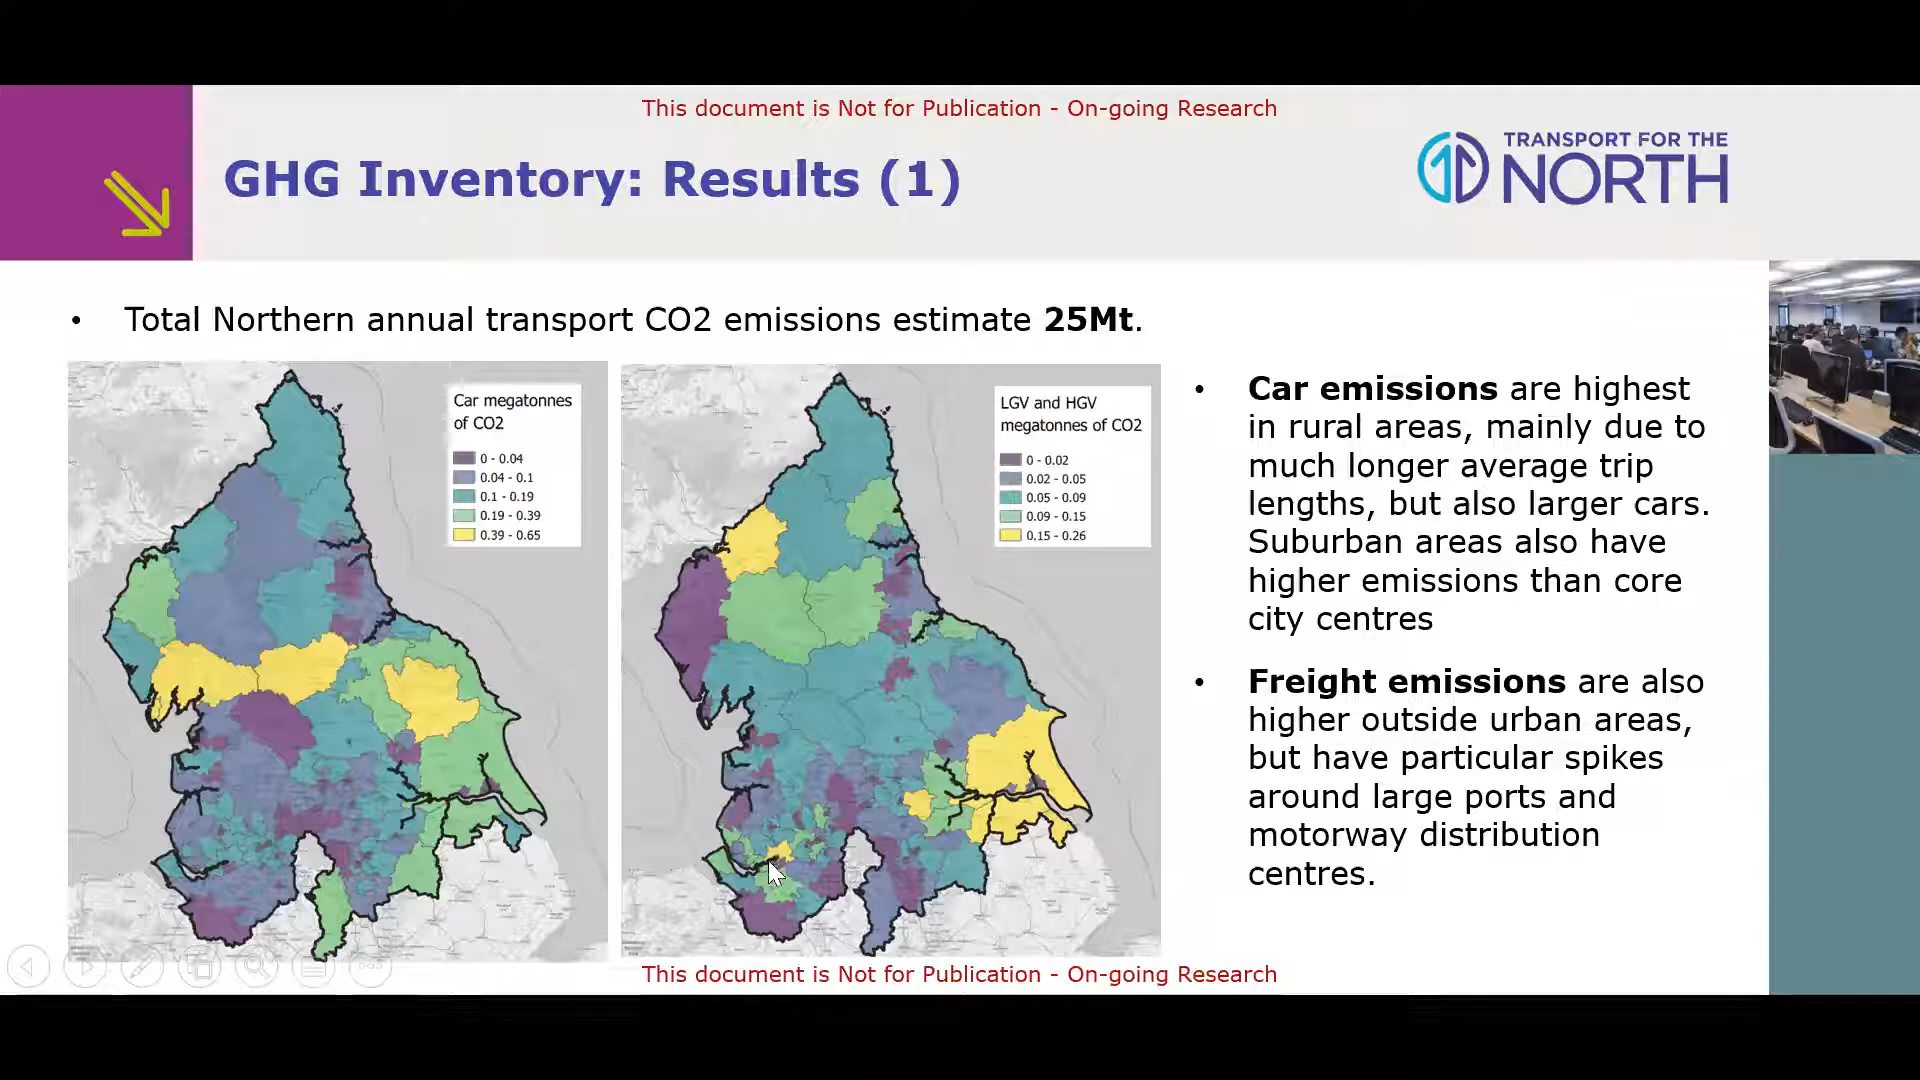 This document is Not for Publication - On-going Research
GHG Inventory: Results (1)
TRANSPORT FOR THE
NORTH
• Total Northern annual transport CO2 emissions estimate 25Mt.
Car megatonnes
of CO2
0 - 0.04
0.04 - 0.1
0.1 - 0.19
0.19 - 0.39
0.39 - 0.65
LGV and HGV
megatonnes of CO2
0 - 0.02
0.02 - 0.05
0.05 - 0.09
0.09 - 0.15
0.15 - 0.26
• Car emissions are highest
in rural areas, mainly due to
much longer average trip
lengths, but also larger cars.
Suburban areas also have
higher emissions than core
city centres
• Freight emissions are also
higher outside urban areas,
but have particular spikes
around large ports and
motorway distribution
centres.
This document is Not for Publication - On-going Research